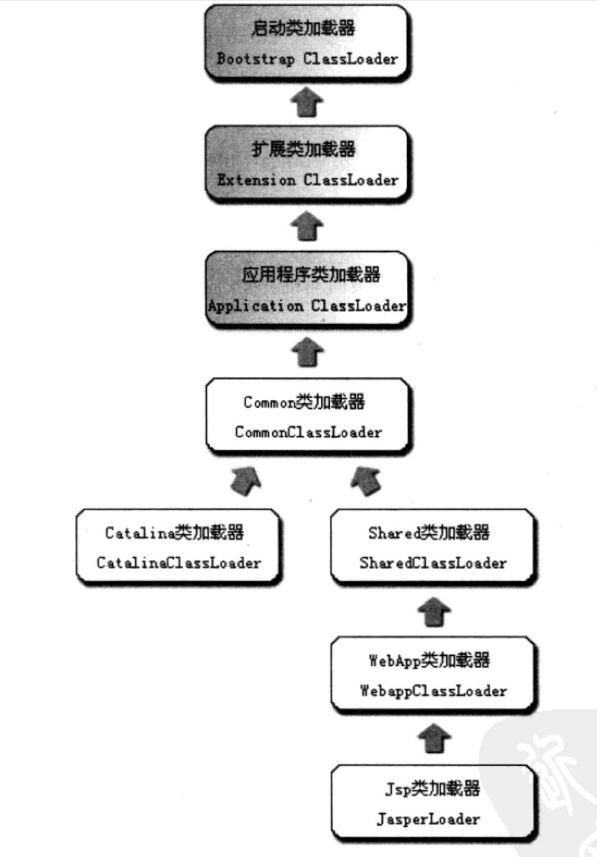 启动类加载器
Bootstrap ClassLoader
扩展类加载器
Extension ClassLoader
应用程序类加载器
Application ClassLoader
Common类加载器
CommonClassLoader
Catalina类加载器
CatalinaClassLoader
Shared类加载器
SharedClassLoader
WebApp类加载器
WebappClassLoader
Jsp类加载器
JasperLoader